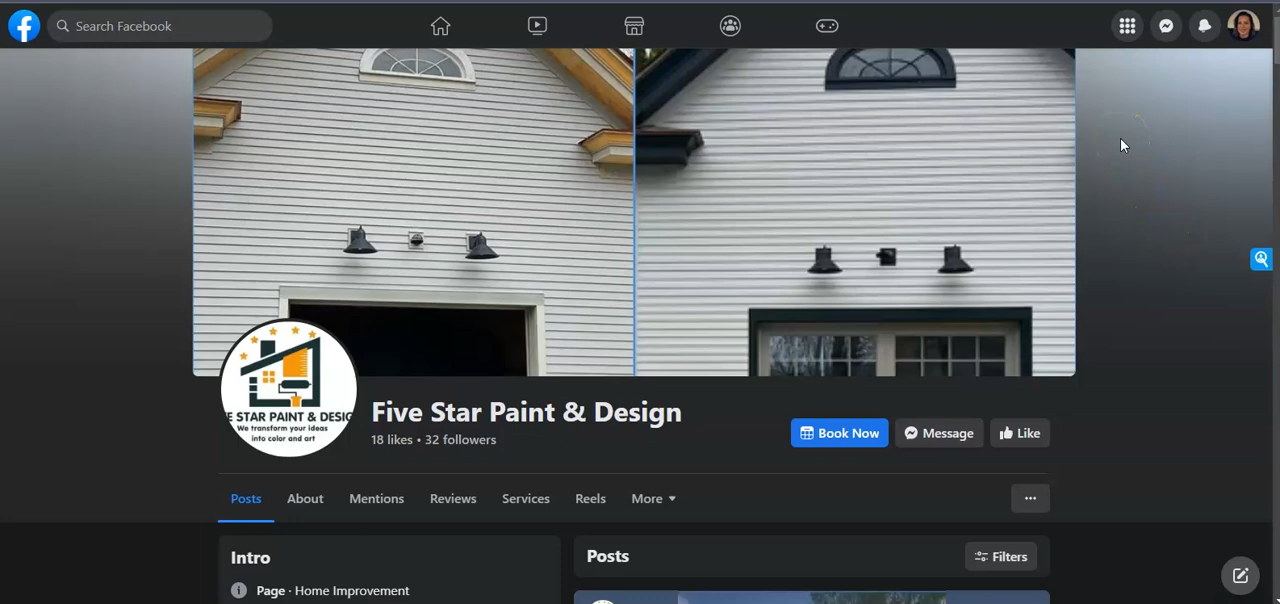 Search Facebook
E STAR PAINT & DESIG
We transform your ideas
into color and art
Five Star Paint & Design
18 likes • 32 followers
Book Now
Message
Like
Posts
About
Mentions
Reviews
Services
Reels
More
Intro
Posts
Filters
Page · Home Improvement